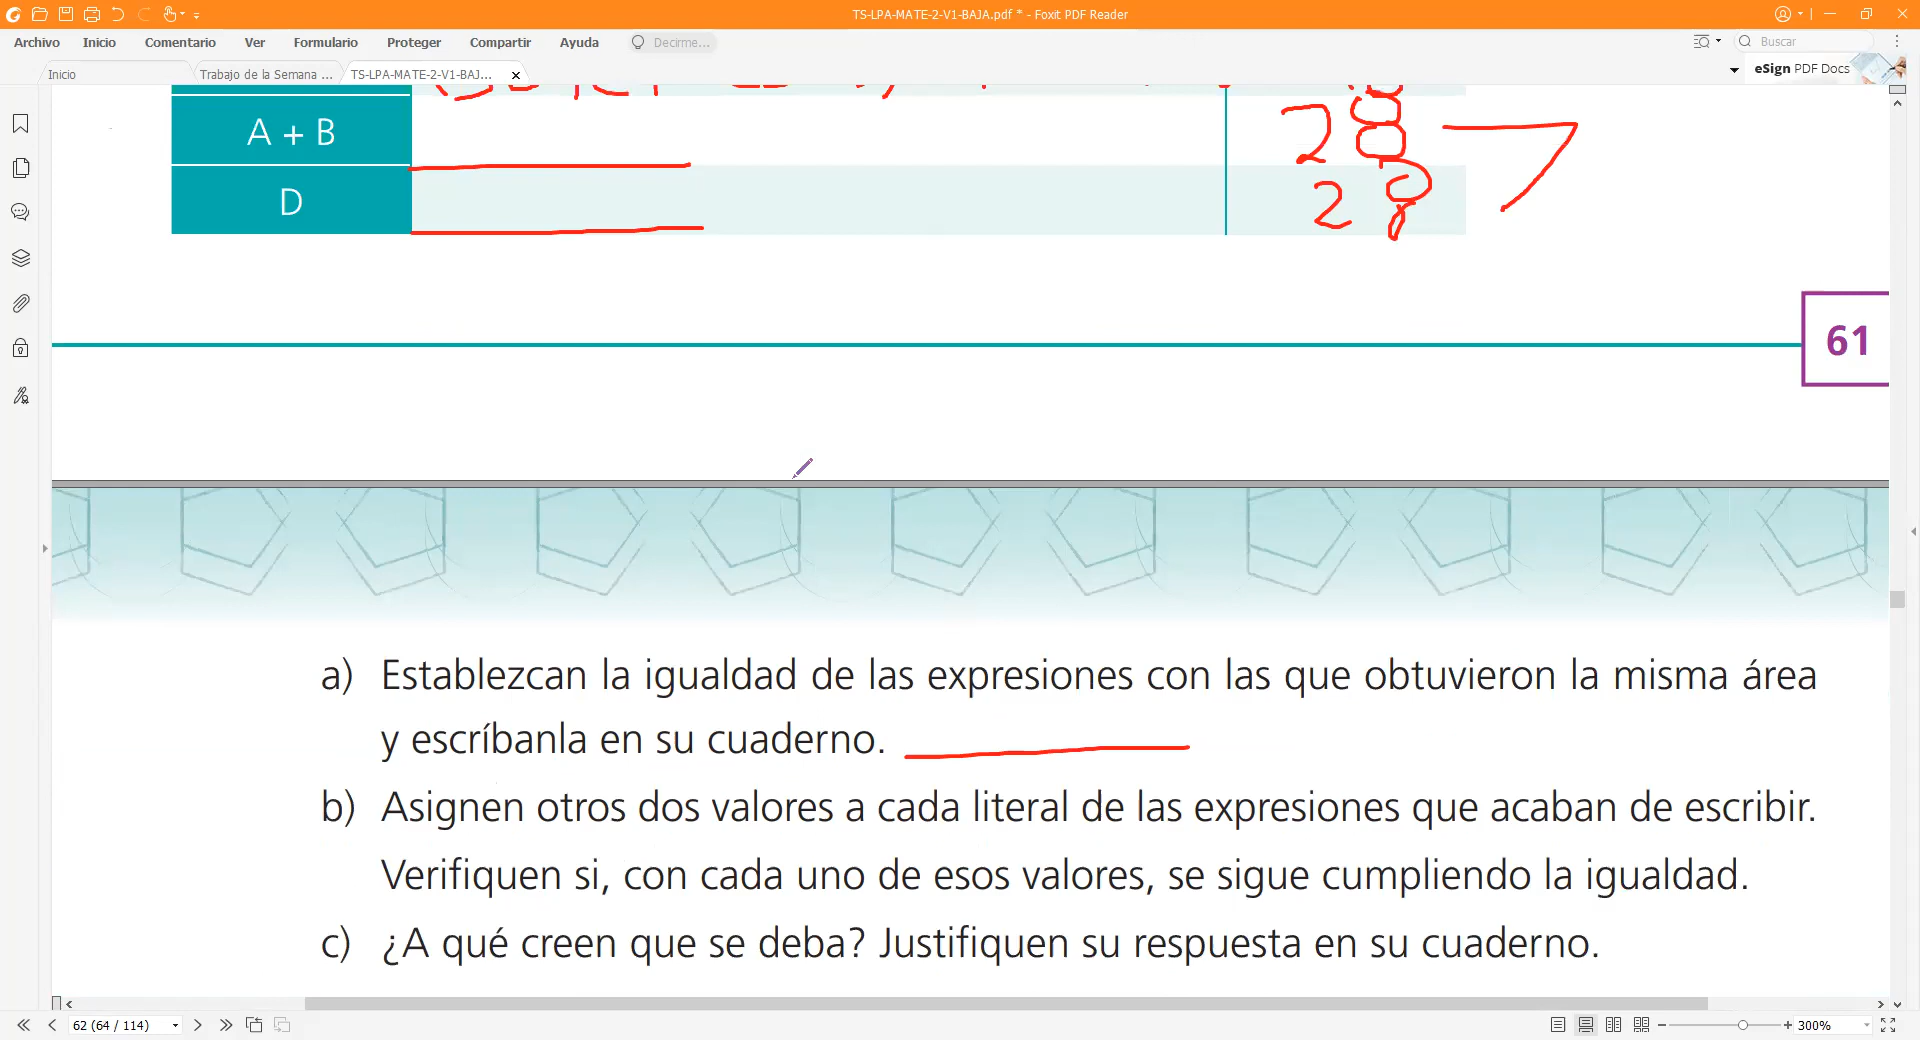 TS-LPA-MATE-2-V1-BAJA.pdf * - Foxit PDF Reader
Archivo Inicio Comentario Ver Formulario Proteger Compartir Ayuda Decirme... Buscar
Inicio Trabajo de la Semana ... TS-LPA-MATE-2-V1-BAJ... eSign PDF Docs
A + B 28
D 28
61
a) Establezcan la igualdad de las expresiones con las que obtuvieron la misma área
y escríbanla en su cuaderno.
b) Asignen otros dos valores a cada literal de las expresiones que acaban de escribir.
Verifiquen si, con cada uno de esos valores, se sigue cumpliendo la igualdad.
c) ¿A qué creen que se deba? Justifiquen su respuesta en su cuaderno.
62 (64 / 114) 300%